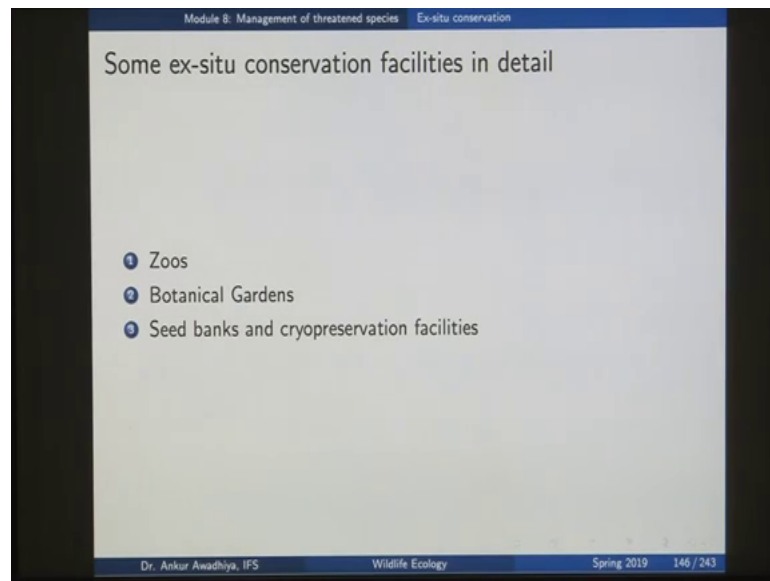 Module 8: Management of threatened species Ex-situ conservation
Some ex-situ conservation facilities in detail
1 Zoos
2 Botanical Gardens
3 Seed banks and cryopreservation facilities
Dr. Ankur Awadhiya, IFS Wildlife Ecology Spring 2019 146 / 243